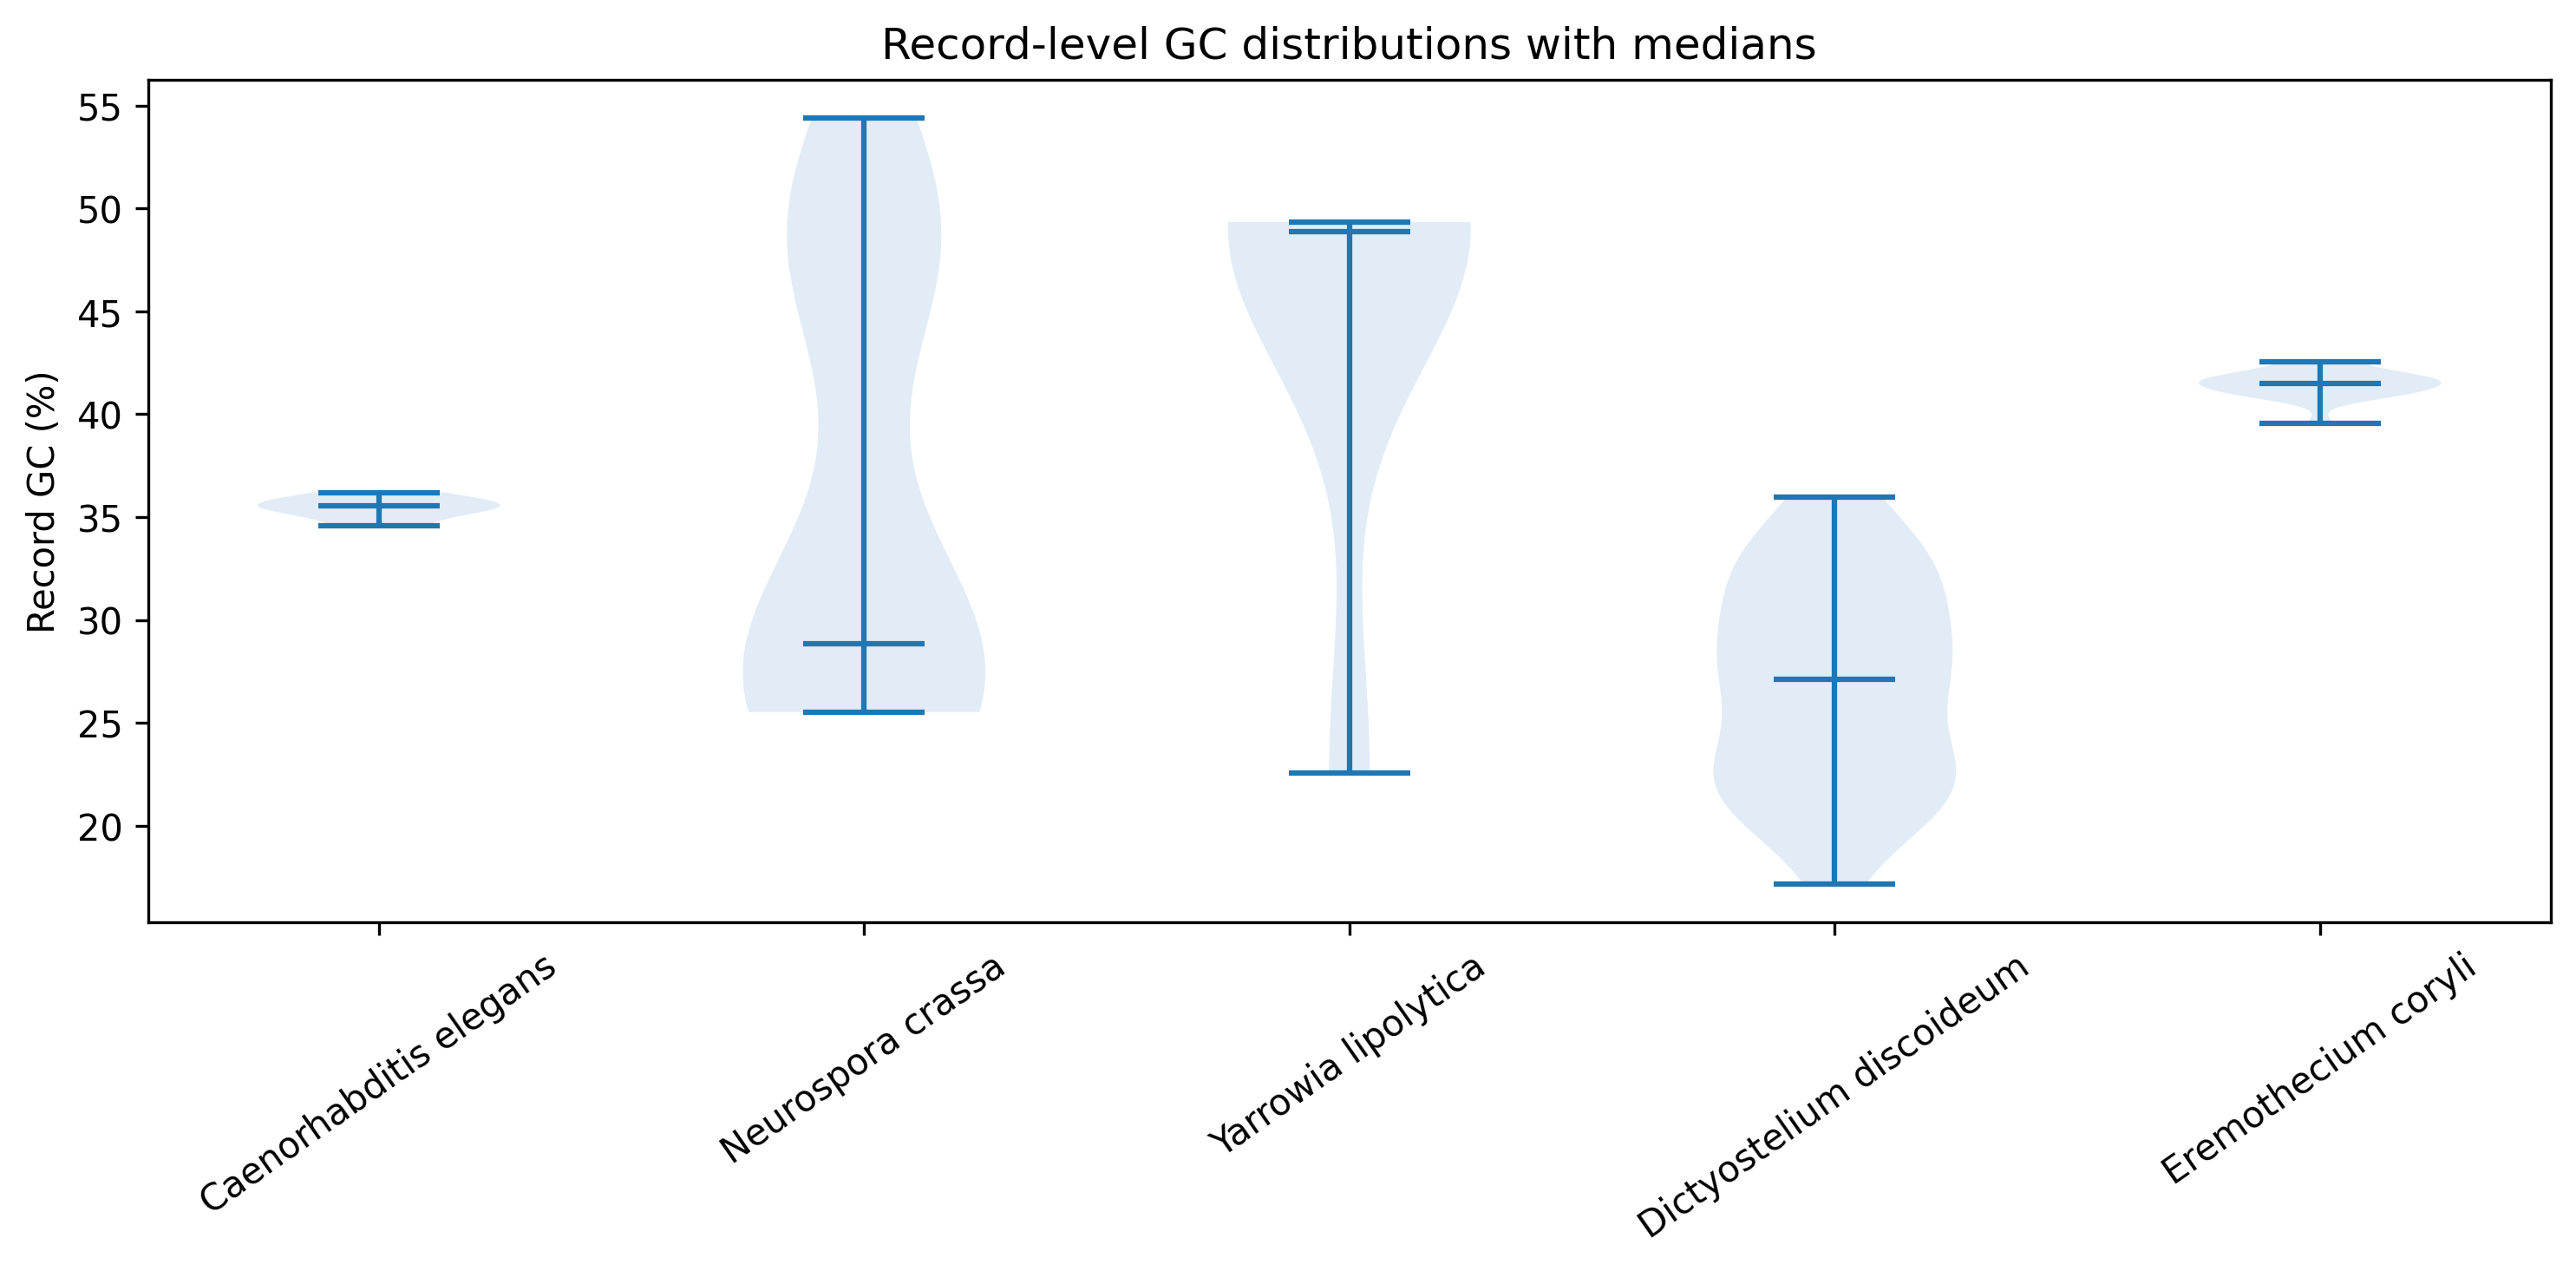 Record-level GC distributions with medians
Record GC (%)
55
50
45
40
35
30
25
20
Caenorhabditis elegans
Neurospora crassa
Yarrowia lipolytica
Dictyostelium discoideum
Eremothecium coryli